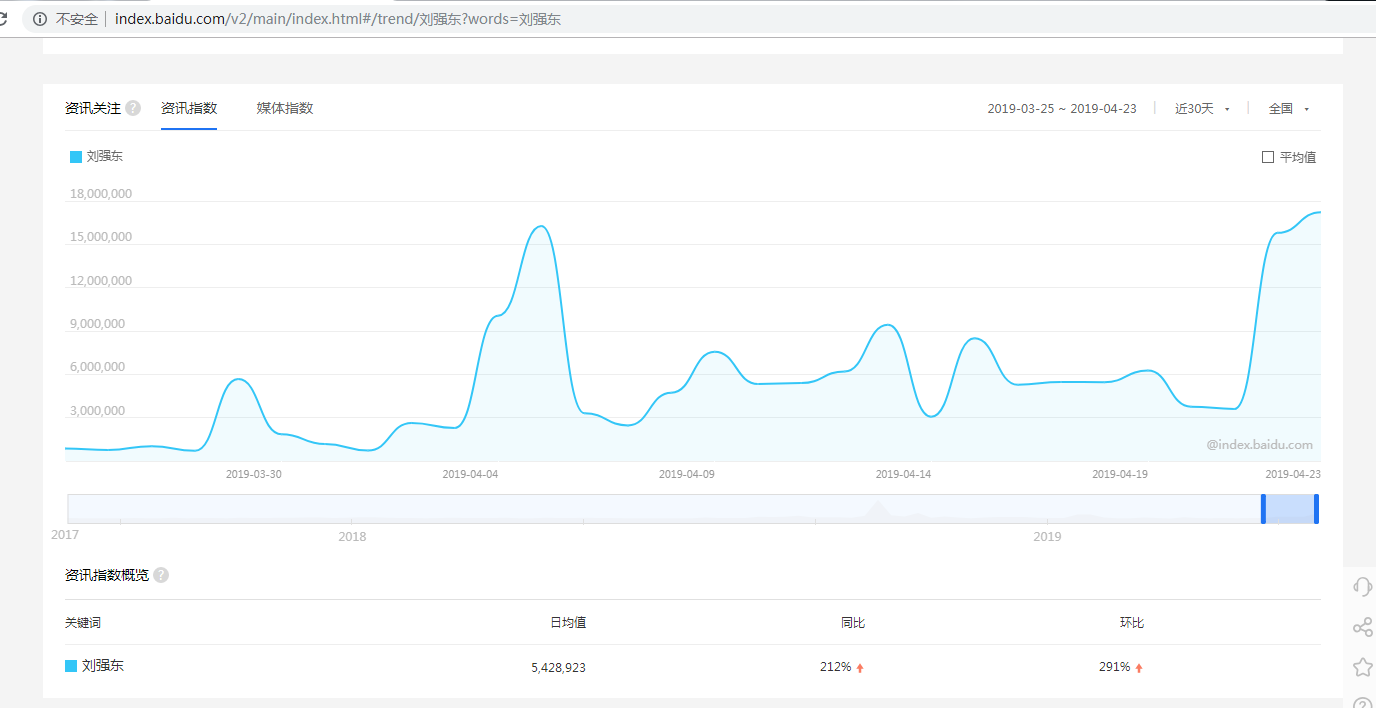 不安全 index.baidu.com/v2/main/index.html#/trend/刘强东?words=刘强东
资讯关注 ? 资讯指数 媒体指数 2019-03-25 ~ 2019-04-23 近30天 全国
刘强东 平均值
18,000,000
15,000,000
12,000,000
9,000,000
6,000,000
3,000,000
@index.baidu.com
2019-03-30 2019-04-04 2019-04-09 2019-04-14 2019-04-19 2019-04-23
2017 2018 2019
资讯指数概览 ?
关键词 日均值 同比 环比
刘强东 5,428,923 212% 291%
?